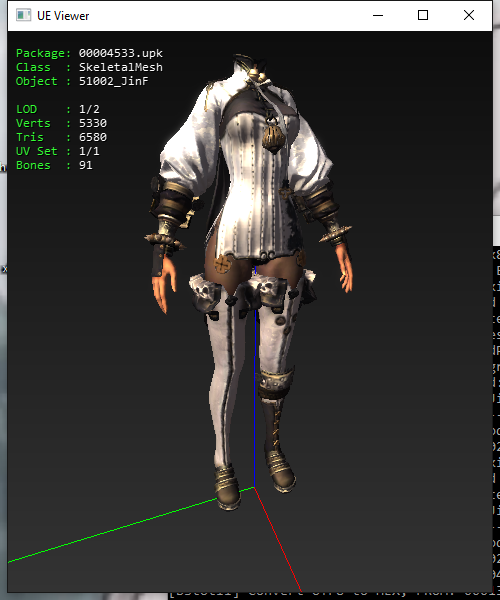 UE Viewer
Package: 00004533.upk
Class : SkeletalMesh
Object : 51002_JinF
LOD : 1/2
Verts : 5330
Tris : 6580
UV Set : 1/1
Bones : 91